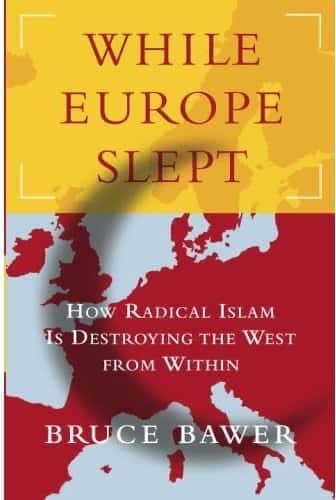 WHILE
EUROPE
SLEPT
HOW RADICAL ISLAM
IS DESTROYING THE WEST
FROM WITHIN
BRUCE BAWER